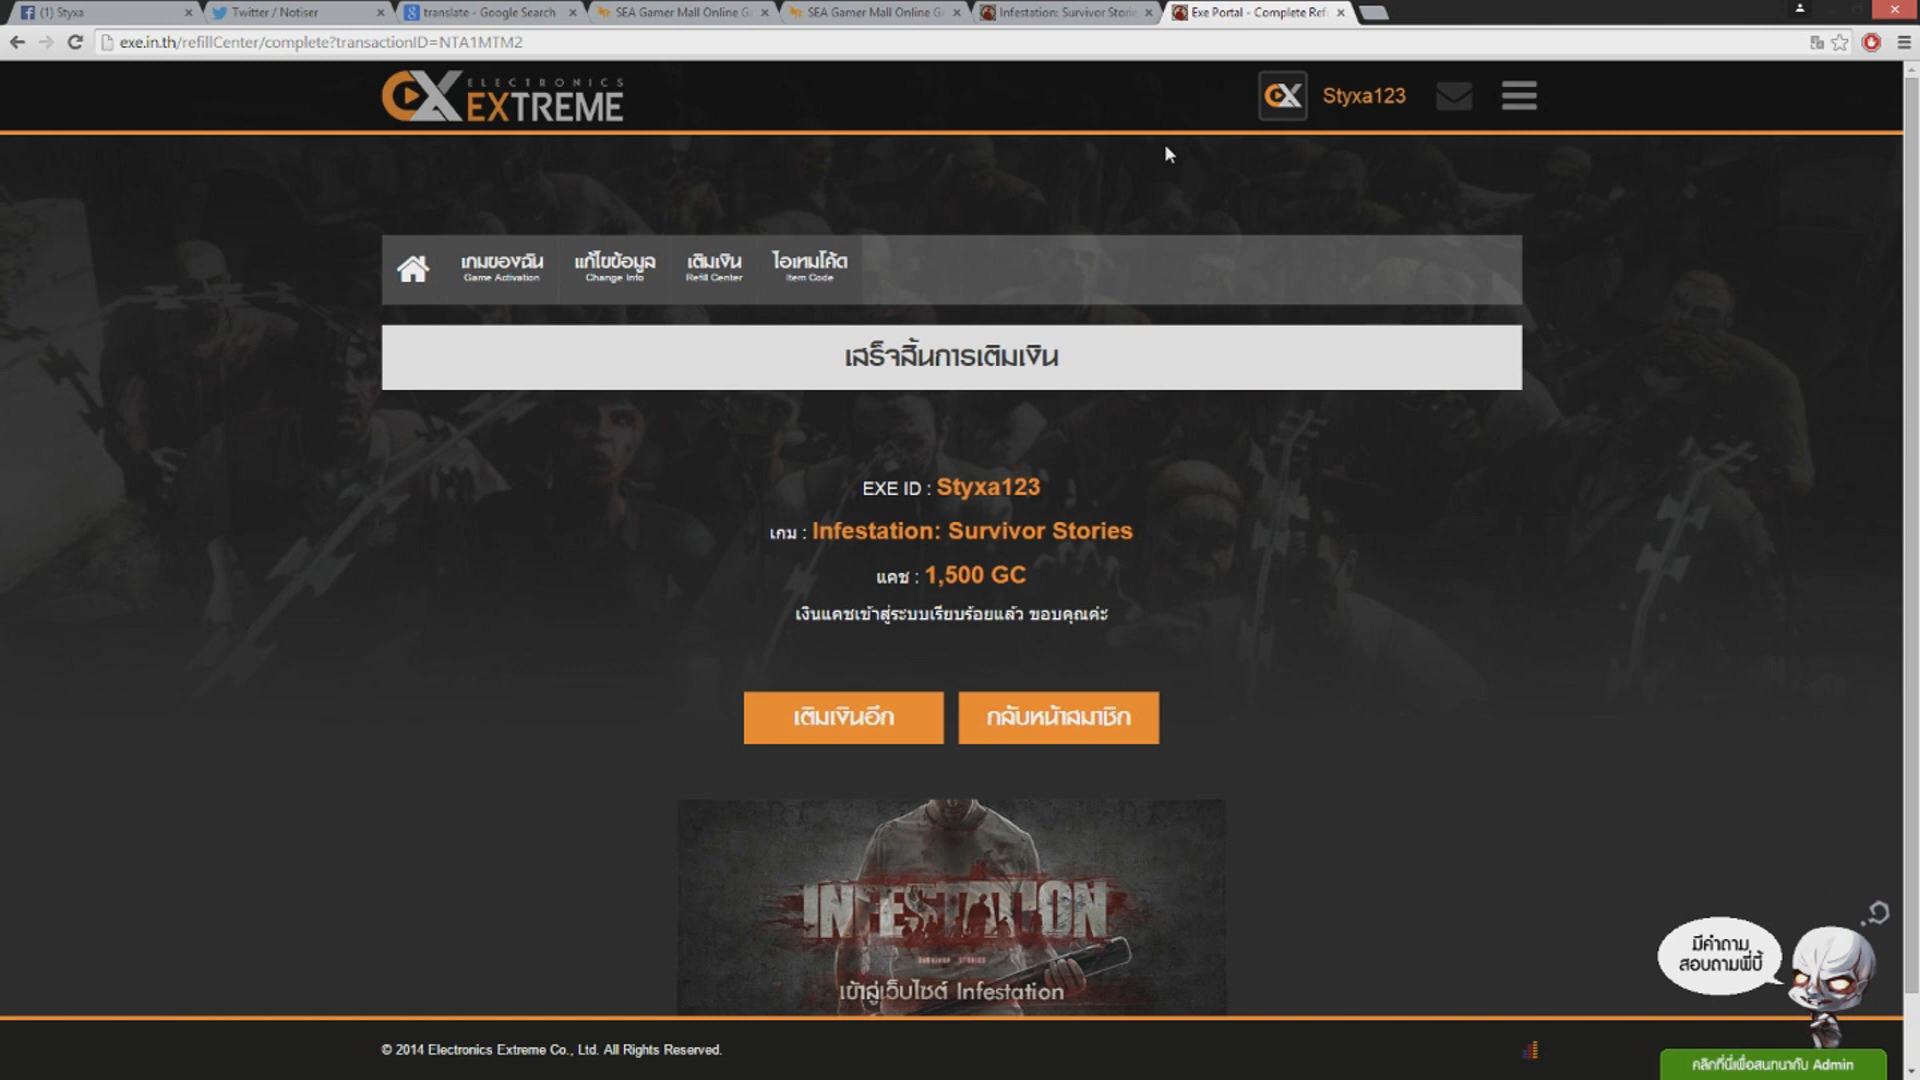 (1) Styxa
Twitter / Notiser
translate - Google Search
SEA Gamer Mall Online G
SEA Gamer Mall Online G
Infestation: Survivor Storie
Exe Portal - Complete Ref
exe.in.th/refillCenter/complete?transactionID=NTA1MTM2
ELECTRONICS
EXTREME
Styxa123
เกมของฉัน
Game Activation
แก้ไขข้อมูล
Change Info
เติมเงิน
Refill Center
ไอเทมโค้ด
Item Code
เสร็จสิ้นการเติมเงิน
EXE ID : Styxa123
เกม : Infestation: Survivor Stories
แคช : 1,500 GC
เงินแคชเข้าสู่ระบบเรียบร้อยแล้ว ขอบคุณค่ะ
เติมเงินอีก
กลับหน้าสมาชิก
INFESTATION
SURVIVOR STORIES
เข้าสู่เว็บไซต์ Infestation
มีคำถาม
สอบถามพี่บี้
© 2014 Electronics Extreme Co., Ltd. All Rights Reserved.
คลิกที่นี่เพื่อสนทนากับ Admin